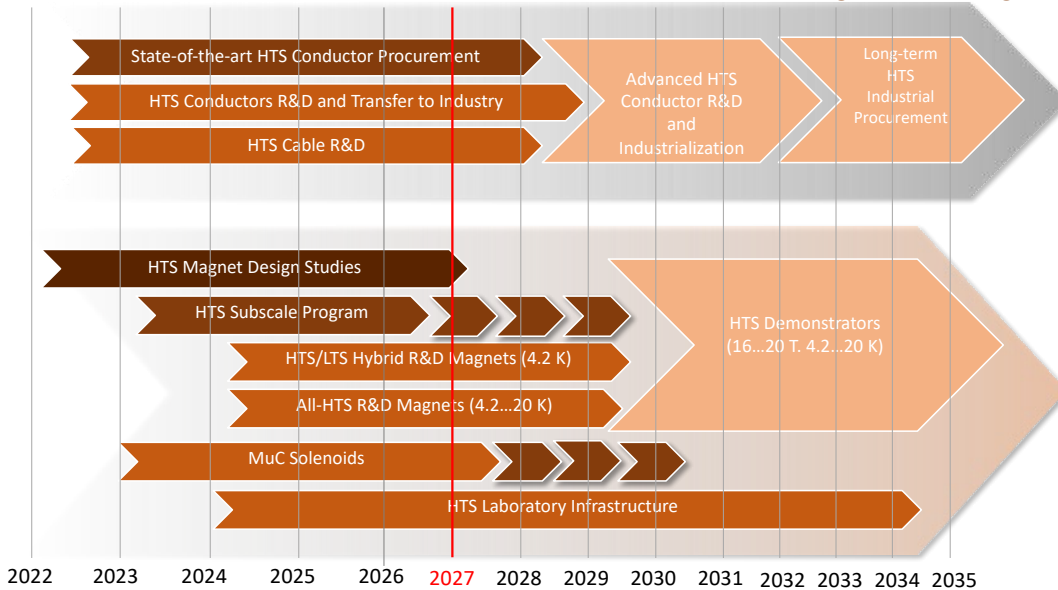 State-of-the-art HTS Conductor Procurement
HTS Conductors R&D and Transfer to Industry
HTS Cable R&D
Advanced HTS
Conductor R&D
and
Industrialization
Long-term
HTS
Industrial
Procurement
HTS Magnet Design Studies
HTS Subscale Program
HTS/LTS Hybrid R&D Magnets (4.2 K)
All-HTS R&D Magnets (4.2...20 K)
HTS Demonstrators
(16...20 T. 4.2...20 K)
MuC Solenoids
HTS Laboratory Infrastructure
2022 2023 2024 2025 2026 2027 2028 2029 2030 2031 2032 2033 2034 2035